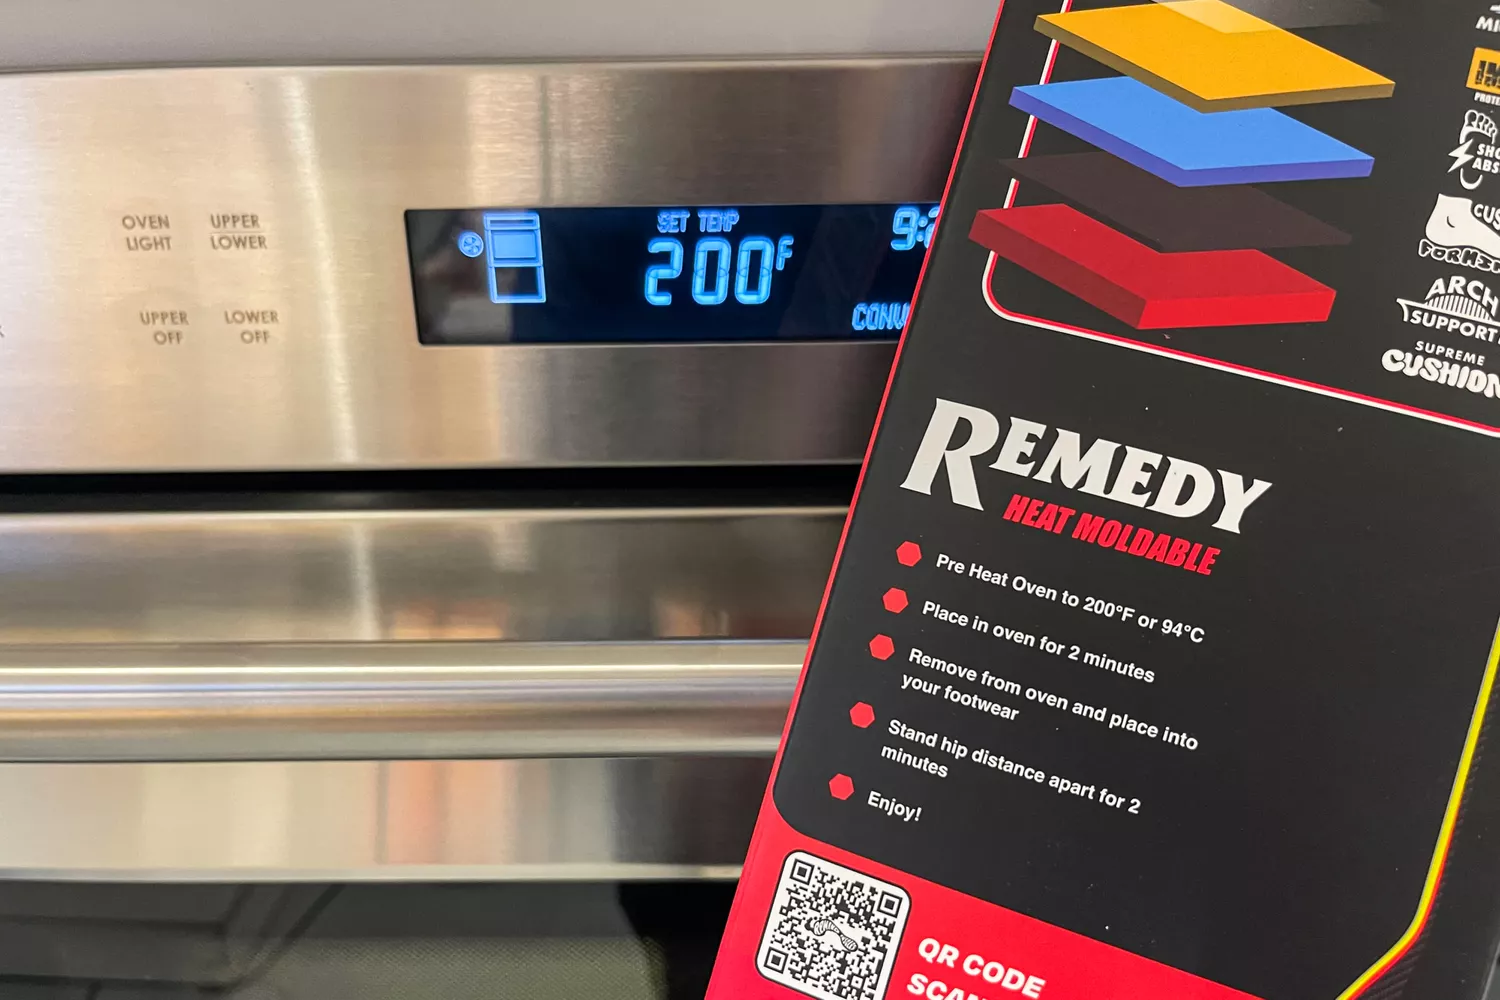 OVEN
LIGHT
UPPER
LOWER
UPPER
OFF
LOWER
OFF
SET TEMP
200°F
ARCH
SUPPORT
SUPREME
CUSHION
REMEDY
HEAT MOLDABLE
Pre Heat Oven to 200°F or 94°C
Place in oven for 2 minutes
Remove from oven and place into
your footwear
Stand hip distance apart for 2
minutes
Enjoy!
QR CODE